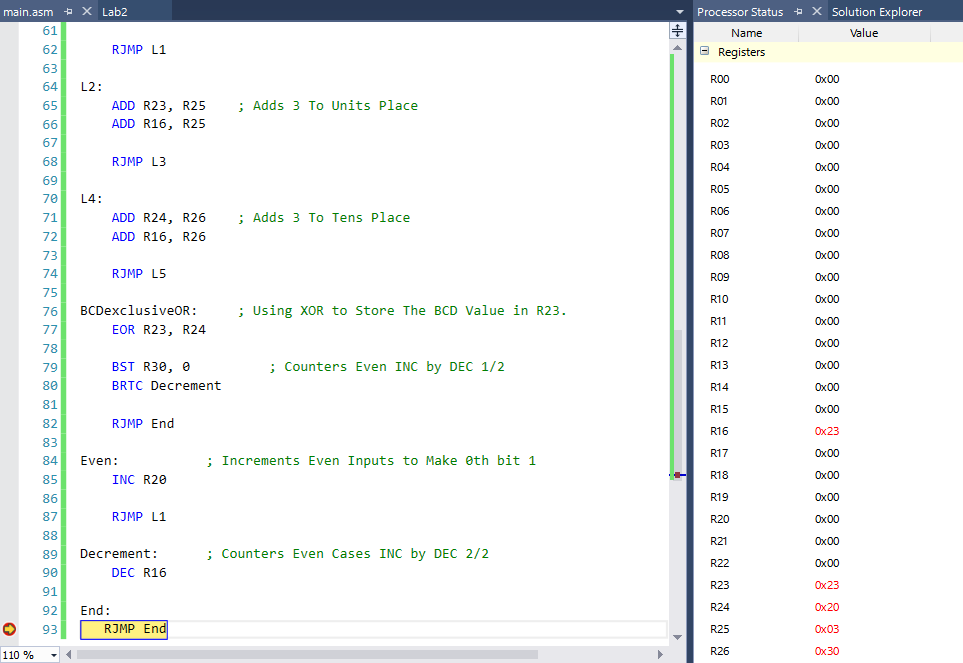 main.asm Lab2
61
62 RJMP L1
63
64 L2:
65 ADD R23, R25 ; Adds 3 To Units Place
66 ADD R16, R25
67
68 RJMP L3
69
70 L4:
71 ADD R24, R26 ; Adds 3 To Tens Place
72 ADD R16, R26
73
74 RJMP L5
75
76 BCDexclusiveOR: ; Using XOR to Store The BCD Value in R23.
77 EOR R23, R24
78
79 BST R30, 0 ; Counters Even INC by DEC 1/2
80 BRTC Decrement
81
82 RJMP End
83
84 Even: ; Increments Even Inputs to Make 0th bit 1
85 INC R20
86
87 RJMP L1
88
89 Decrement: ; Counters Even Cases INC by DEC 2/2
90 DEC R16
91
92 End:
93 RJMP End
110 %
Processor Status Solution Explorer
Name Value
Registers
R00 0x00
R01 0x00
R02 0x00
R03 0x00
R04 0x00
R05 0x00
R06 0x00
R07 0x00
R08 0x00
R09 0x00
R10 0x00
R11 0x00
R12 0x00
R13 0x00
R14 0x00
R15 0x00
R16 0x23
R17 0x00
R18 0x00
R19 0x00
R20 0x00
R21 0x00
R22 0x00
R23 0x23
R24 0x20
R25 0x03
R26 0x30